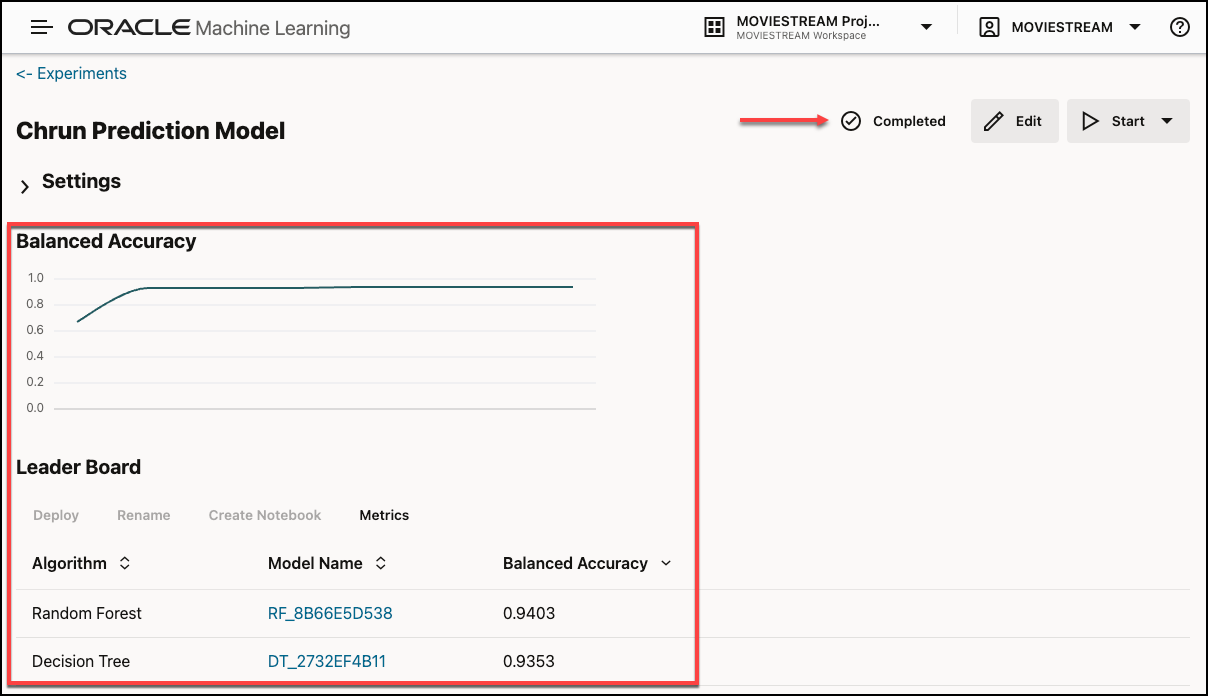 ORACLE Machine Learning
MOVIESTREAM Proj...
MOVIESTREAM Workspace
MOVIESTREAM
?
<- Experiments
Chrun Prediction Model
Completed
Edit
Start
Settings
Balanced Accuracy
1.0
0.8
0.6
0.4
0.2
0.0
Leader Board
Deploy Rename Create Notebook Metrics
Algorithm Model Name Balanced Accuracy
Random Forest RF_8B66E5D538 0.9403
Decision Tree DT_2732EF4B11 0.9353